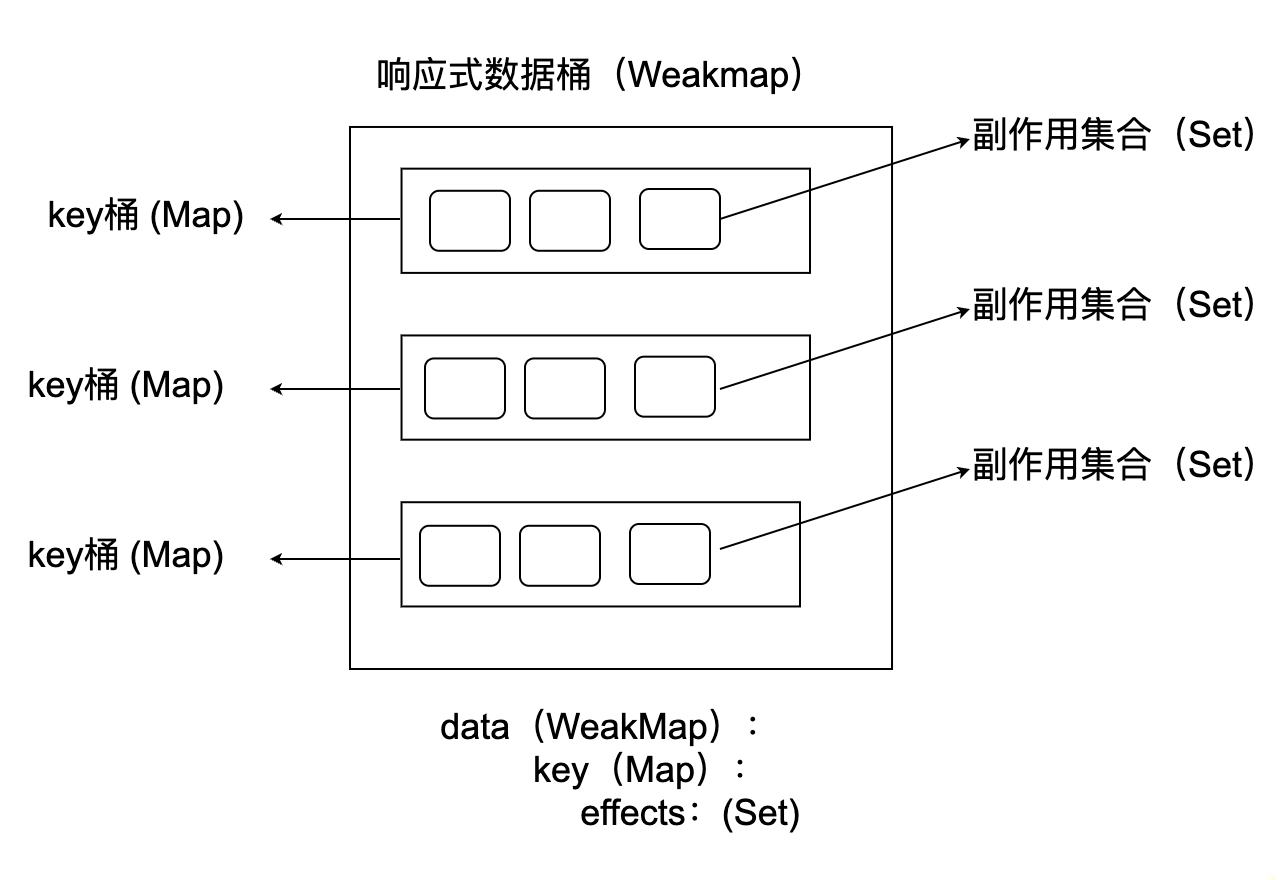 响应式数据桶（Weakmap）
副作用集合（Set）
key桶 (Map)
副作用集合（Set）
key桶 (Map)
副作用集合（Set）
key桶 (Map)
data（WeakMap）：
key（Map）：
effects：(Set)